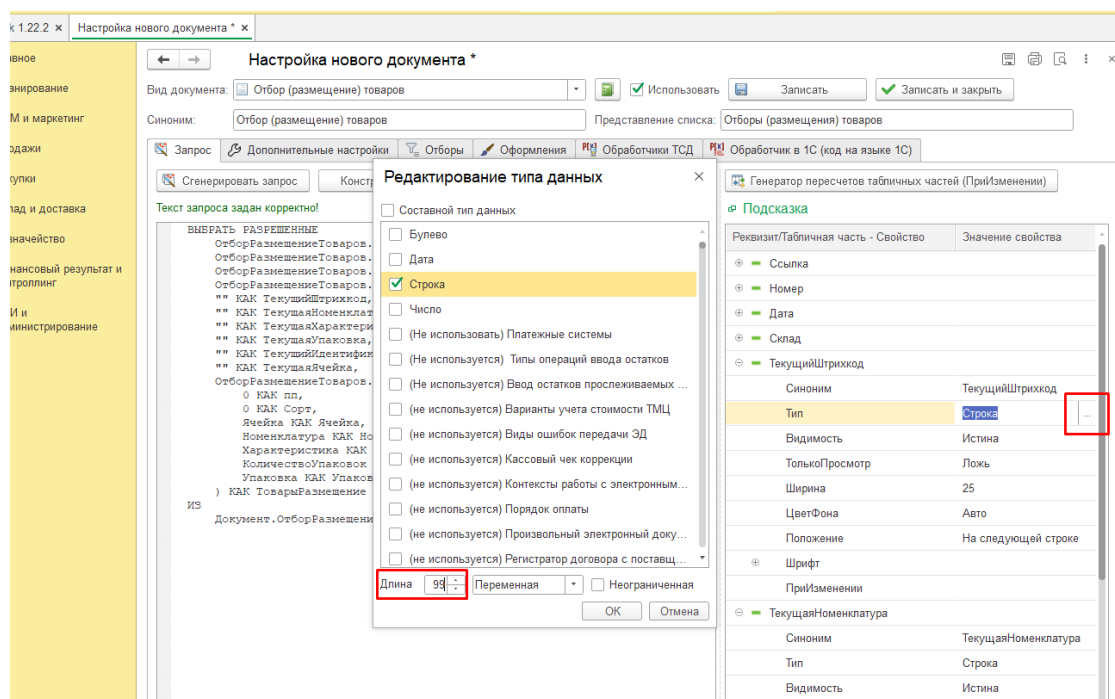 к 1.22.2 × Настройка нового документа * ×
Настройка нового документа *
Вид документа: Отбор (размещение) товаров Использовать Записать Записать и закрыть
Синоним: Отбор (размещение) товаров Представление списка: Отборы (размещения) товаров
Запрос Дополнительные настройки Отборы Оформления Обработчики ТСД Обработчик в 1С (код на языке 1С)
авное
анирование
М и маркетинг
одажи
купки
лад и доставка
значейство
нансовый результат и
нтроллинг
И и
министрирование
Сгенерировать запрос Конст
Текст запроса задан корректно!
ВЫБРАТЬ РАЗРЕШЕННЫЕ
ОтборРазмещениеТоваров.
ОтборРазмещениеТоваров.
ОтборРазмещениеТоваров.
ОтборРазмещениеТоваров.
"" КАК ТекущийШтрихкод,
"" КАК ТекущаяНоменклат
"" КАК ТекущаяХарактери
"" КАК ТекущаяУпаковка,
"" КАК ТекущийИдентифик
"" КАК ТекущаяЯчейка,
ОтборРазмещениеТоваров.
0 КАК пп,
0 КАК Сорт,
Ячейка КАК Ячейка,
Номенклатура КАК Но
Характеристика КАК
КоличествоУпаковок
Упаковка КАК Упаков
) КАК ТоварыРазмещение
ИЗ
Документ.ОтборРазмещени
Редактирование типа данных ×
Составной тип данных
Булево
Дата
Строка
Число
(Не использовать) Платежные системы
(Не используется) Типы операций ввода остатков
(Не используется) Ввод остатков прослеживаемых ...
(не используется) Варианты учета стоимости ТМЦ
(не используется) Виды ошибок передачи ЭД
(не используется) Кассовый чек коррекции
(не используется) Контексты работы с электронным...
(не используется) Порядок оплаты
(не используется) Произвольный электронный доку...
(не используется) Регистратор договора с поставщ...
Длина 99 Переменная Неограниченная
ОК Отмена
Генератор пересчетов табличных частей (ПриИзменении)
Подсказка
Реквизит/Табличная часть - Свойство Значение свойства
Ссылка
Номер
Дата
Склад
ТекущийШтрихкод
Синоним ТекущийШтрихкод
Тип Строка ...
Видимость Истина
ТолькоПросмотр Ложь
Ширина 25
ЦветФона Авто
Положение На следующей строке
Шрифт
ПриИзменении
ТекущаяНоменклатура
Синоним ТекущаяНоменклатура
Тип Строка
Видимость Истина